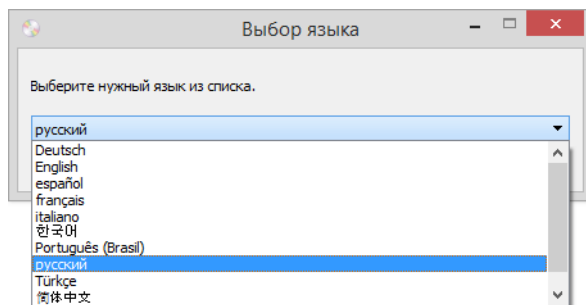 Выбор языка
Выберите нужный язык из списка.
русский
Deutsch
English
español
français
italiano
한국어
Português (Brasil)
русский
Türkçe
简体中文